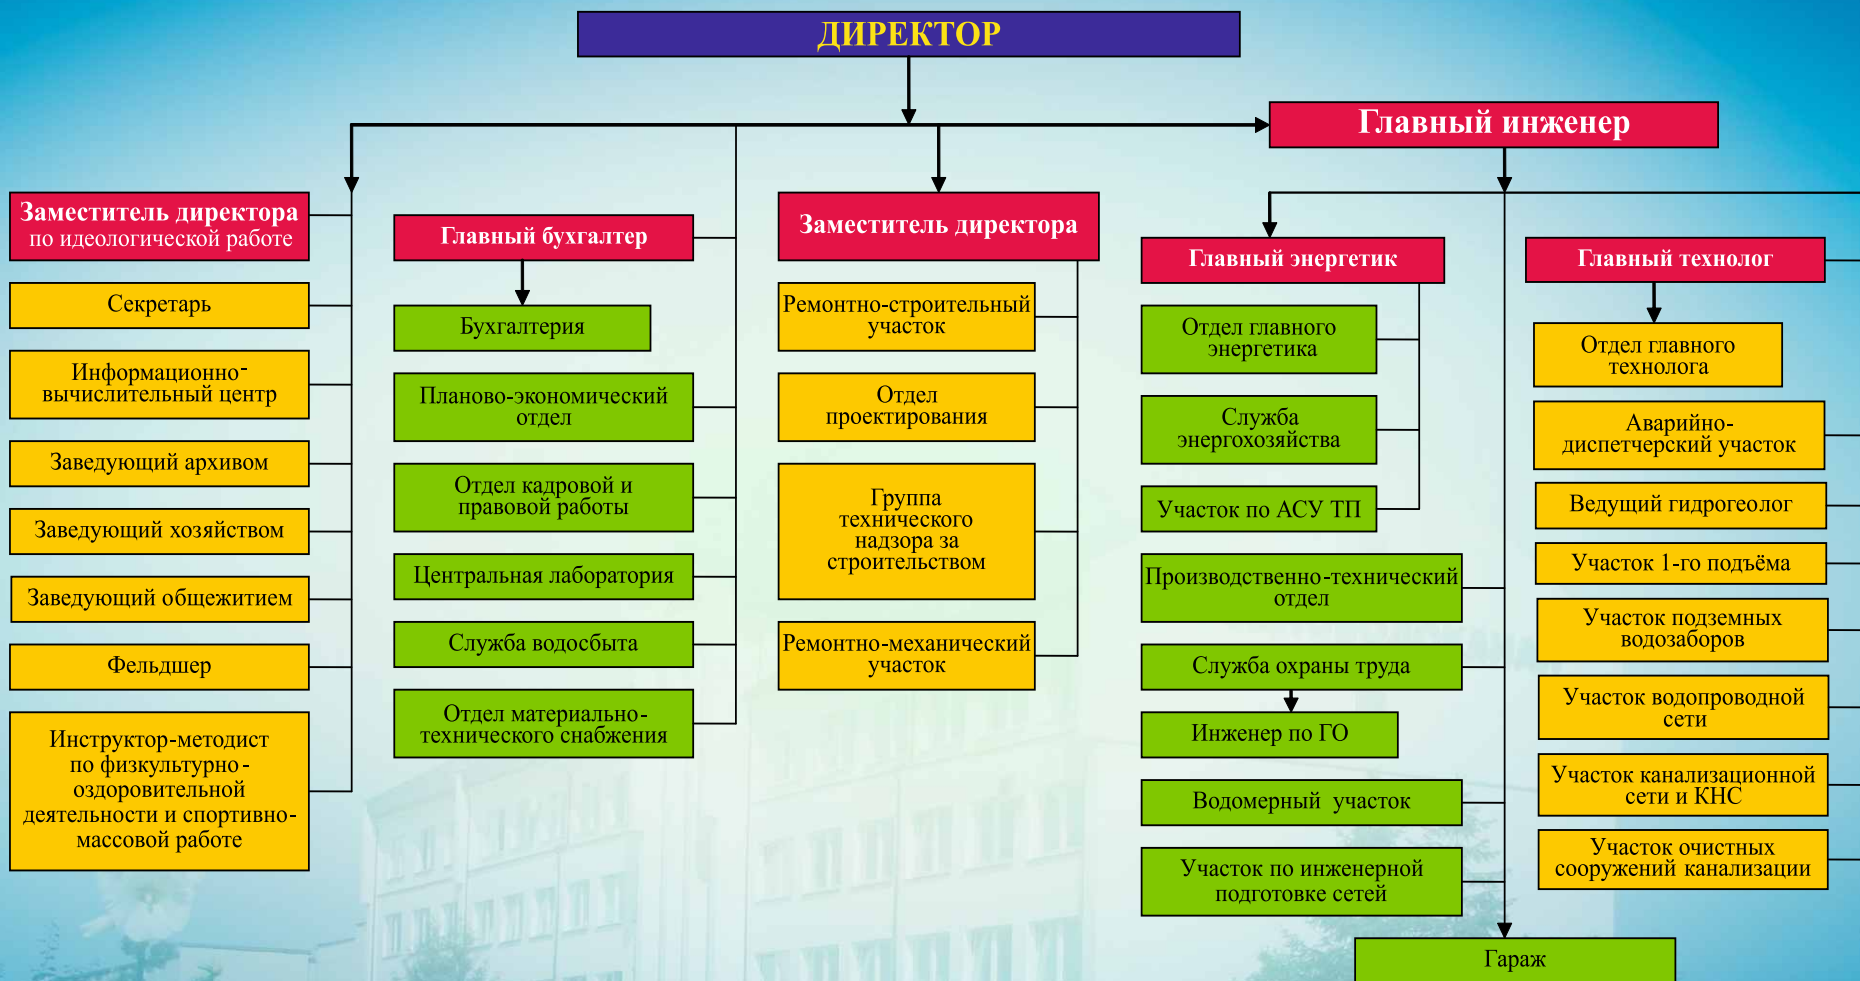 ДИРЕКТОР
Главный инженер
Заместитель директора
по идеологической работе
Секретарь
Информационно-
вычислительный центр
Заведующий архивом
Заведующий хозяйством
Заведующий общежитием
Фельдшер
Инструктор-методист
по физкультурно-
оздоровительной
деятельности и спортивно-
массовой работе
Главный бухгалтер
Бухгалтерия
Планово-экономический
отдел
Отдел кадровой и
правовой работы
Центральная лаборатория
Служба водосбыта
Отдел материально-
технического снабжения
Заместитель директора
Ремонтно-строительный
участок
Отдел
проектирования
Группа
технического
надзора за
строительством
Ремонтно-механический
участок
Главный энергетик
Отдел главного
энергетика
Служба
энергохозяйства
Участок по АСУ ТП
Производственно-технический
отдел
Служба охраны труда
Инженер по ГО
Водомерный участок
Участок по инженерной
подготовке сетей
Гараж
Главный технолог
Отдел главного
технолога
Аварийно-
диспетчерский участок
Ведущий гидрогеолог
Участок 1-го подъёма
Участок подземных
водозаборов
Участок водопроводной
сети
Участок канализационной
сети и КНС
Участок очистных
сооружений канализации